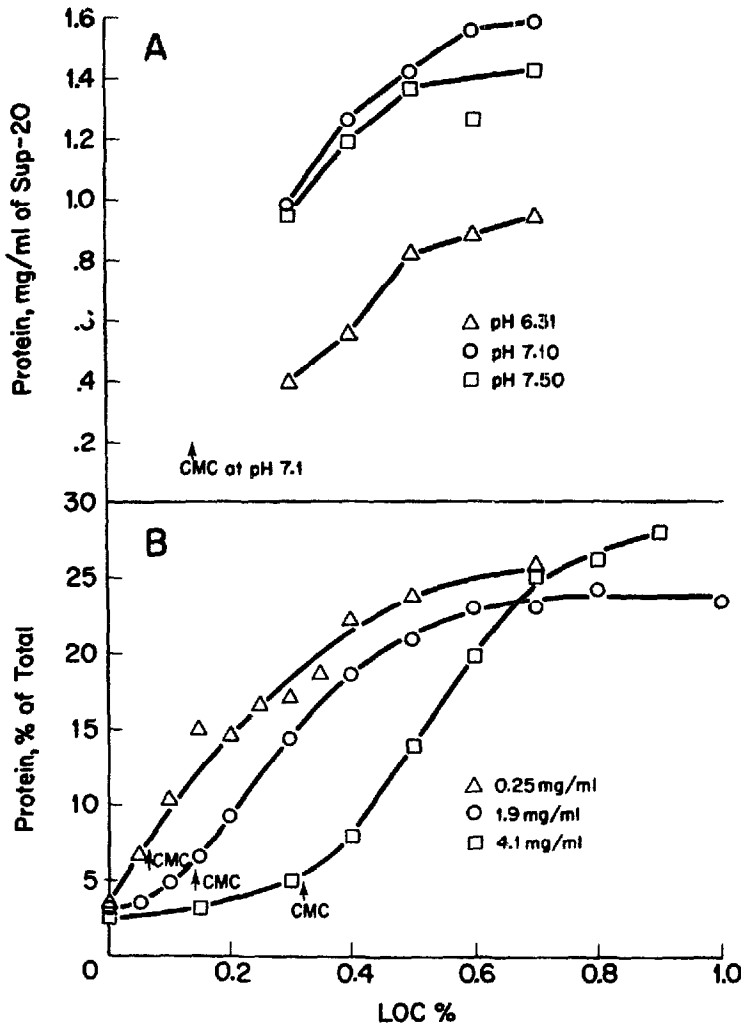 A
Protein, mg/ml of Sup-20
1.6
1.4
1.2
1.0
.8
.4
.2
△ pH 6.31
○ pH 7.10
□ pH 7.50
CMC at pH 7.1
B
Protein, % of Total
30
25
20
15
10
5
0
△ 0.25 mg/ml
○ 1.9 mg/ml
□ 4.1 mg/ml
CMC
CMC
CMC
0.2
0.4
0.6
0.8
1.0
LOC %